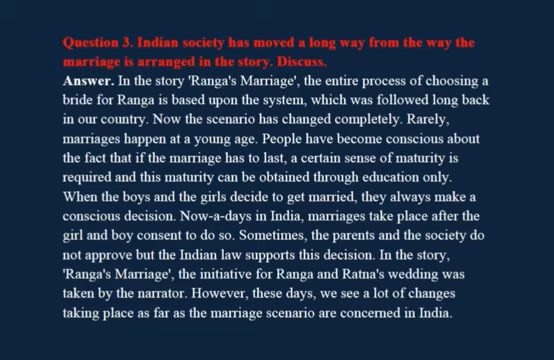 Question 3. Indian society has moved a long way from the way the
marriage is arranged in the story. Discuss.
Answer. In the story 'Ranga's Marriage', the entire process of choosing a
bride for Ranga is based upon the system, which was followed long back
in our country. Now the scenario has changed completely. Rarely,
marriages happen at a young age. People have become conscious about
the fact that if the marriage has to last, a certain sense of maturity is
required and this maturity can be obtained through education only.
When the boys and the girls decide to get married, they always make a
conscious decision. Now-a-days in India, marriages take place after the
girl and boy consent to do so. Sometimes, the parents and the society do
not approve but the Indian law supports this decision. In the story,
'Ranga's Marriage', the initiative for Ranga and Ratna's wedding was
taken by the narrator. However, these days, we see a lot of changes
taking place as far as the marriage scenario are concerned in India.